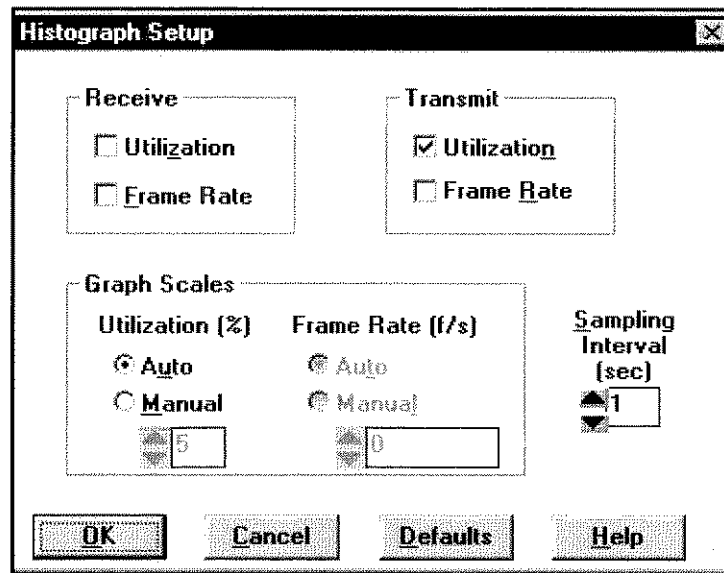 Histograph Setup
Receive
Utilization
Frame Rate
Transmit
Utilization
Frame Rate
Graph Scales
Utilization (%)
Auto
Manual
5
Frame Rate (f/s)
Auto
Manual
0
Sampling
Interval
(sec)
1
OK
Cancel
Defaults
Help